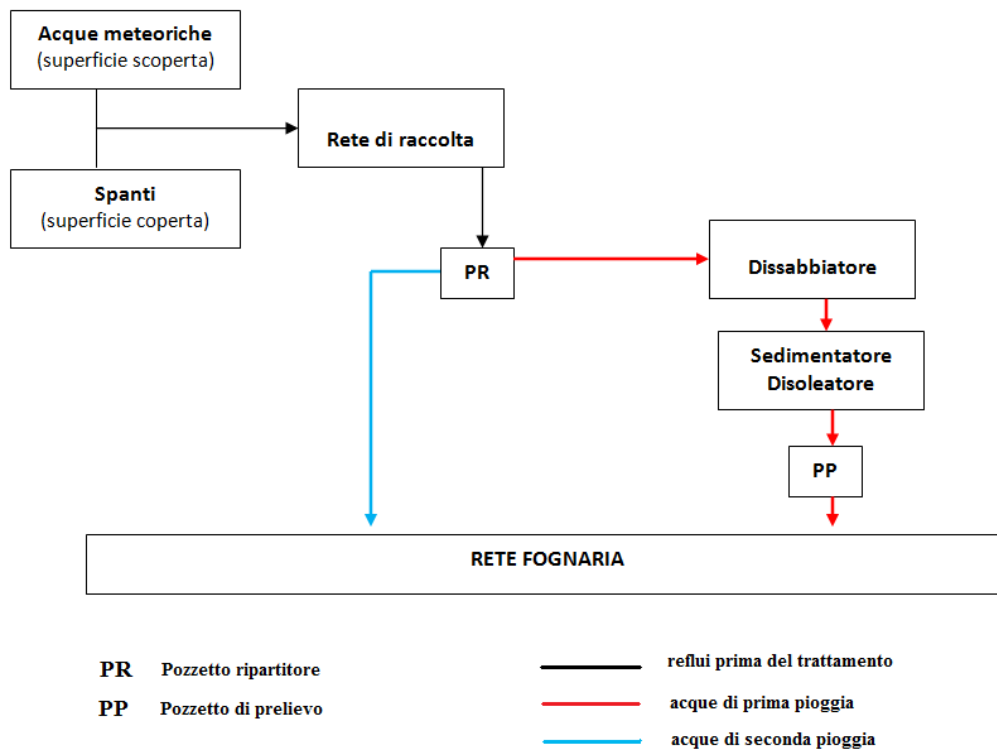 Acque meteoriche
(superficie scoperta)
Rete di raccolta
Spanti
(superficie coperta)
PR
Dissabbiatore
Sedimentatore
Disoleatore
PP
RETE FOGNARIA
PR Pozzetto ripartitore
PP Pozzetto di prelievo
reflui prima del trattamento
acque di prima pioggia
acque di seconda pioggia